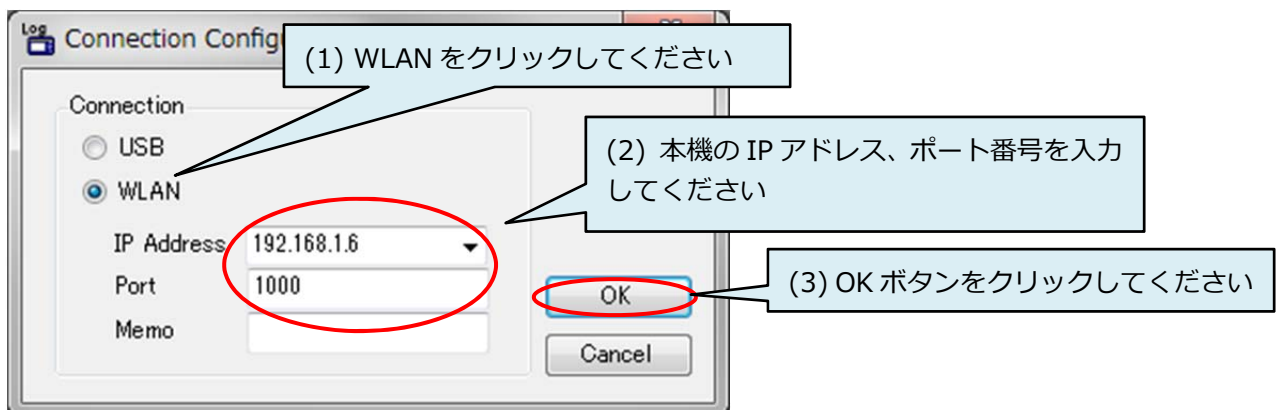 Log
Connection Config
(1) WLAN をクリックしてください
Connection
USB
(2) 本機の IP アドレス、ポート番号を入力
してください
WLAN
IP Address 192.168.1.6
Port 1000
(3) OK ボタンをクリックしてください
OK
Memo
Cancel